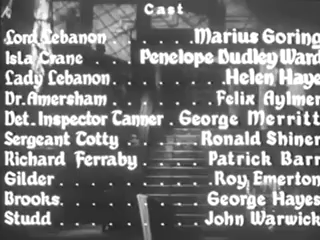 Cast
Lord Lebanon . . . . . Marius Goring
Isla Crane . . . Penelope Dudley Ward
Lady Lebanon . . . . . . . Helen Haye
Dr. Amersham . . . . . . Felix Aylmer
Det. Inspector Tanner . George Merritt
Sergeant Totty . . . . Ronald Shiner
Richard Ferraby . . . . Patrick Barr
Gilder . . . . . . . . . Roy Emerton
Brooks . . . . . . . . George Hayes
Studd . . . . . . . . John Warwick